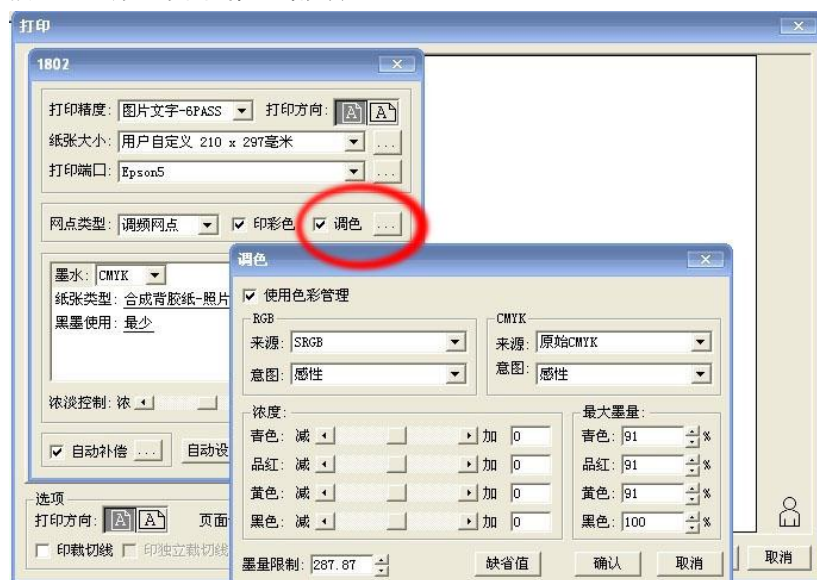 打印
1802
打印精度: 图片文字-6PASS 打印方向: A A
纸张大小: 用户自定义 210 x 297毫米 ...
打印端口: Epson5 ...
网点类型: 调频网点 印彩色 调色 ...
墨水: CMYK
纸张类型: 合成背胶纸-照片
黑墨使用: 最少
浓淡控制: 浓
自动补偿 ... 自动设
调色
使用色彩管理
RGB
来源: SRGB
意图: 感性
CMYK
来源: 原始CMYK
意图: 感性
浓度:
青色: 减 加 0
品红: 减 加 0
黄色: 减 加 0
黑色: 减 加 0
最大墨量:
青色: 91 %
品红: 91 %
黄色: 91 %
黑色: 100 %
墨量限制: 287.87
缺省值 确认 取消
选项
打印方向: A A 页面
印裁切线 印独立裁切线
取消